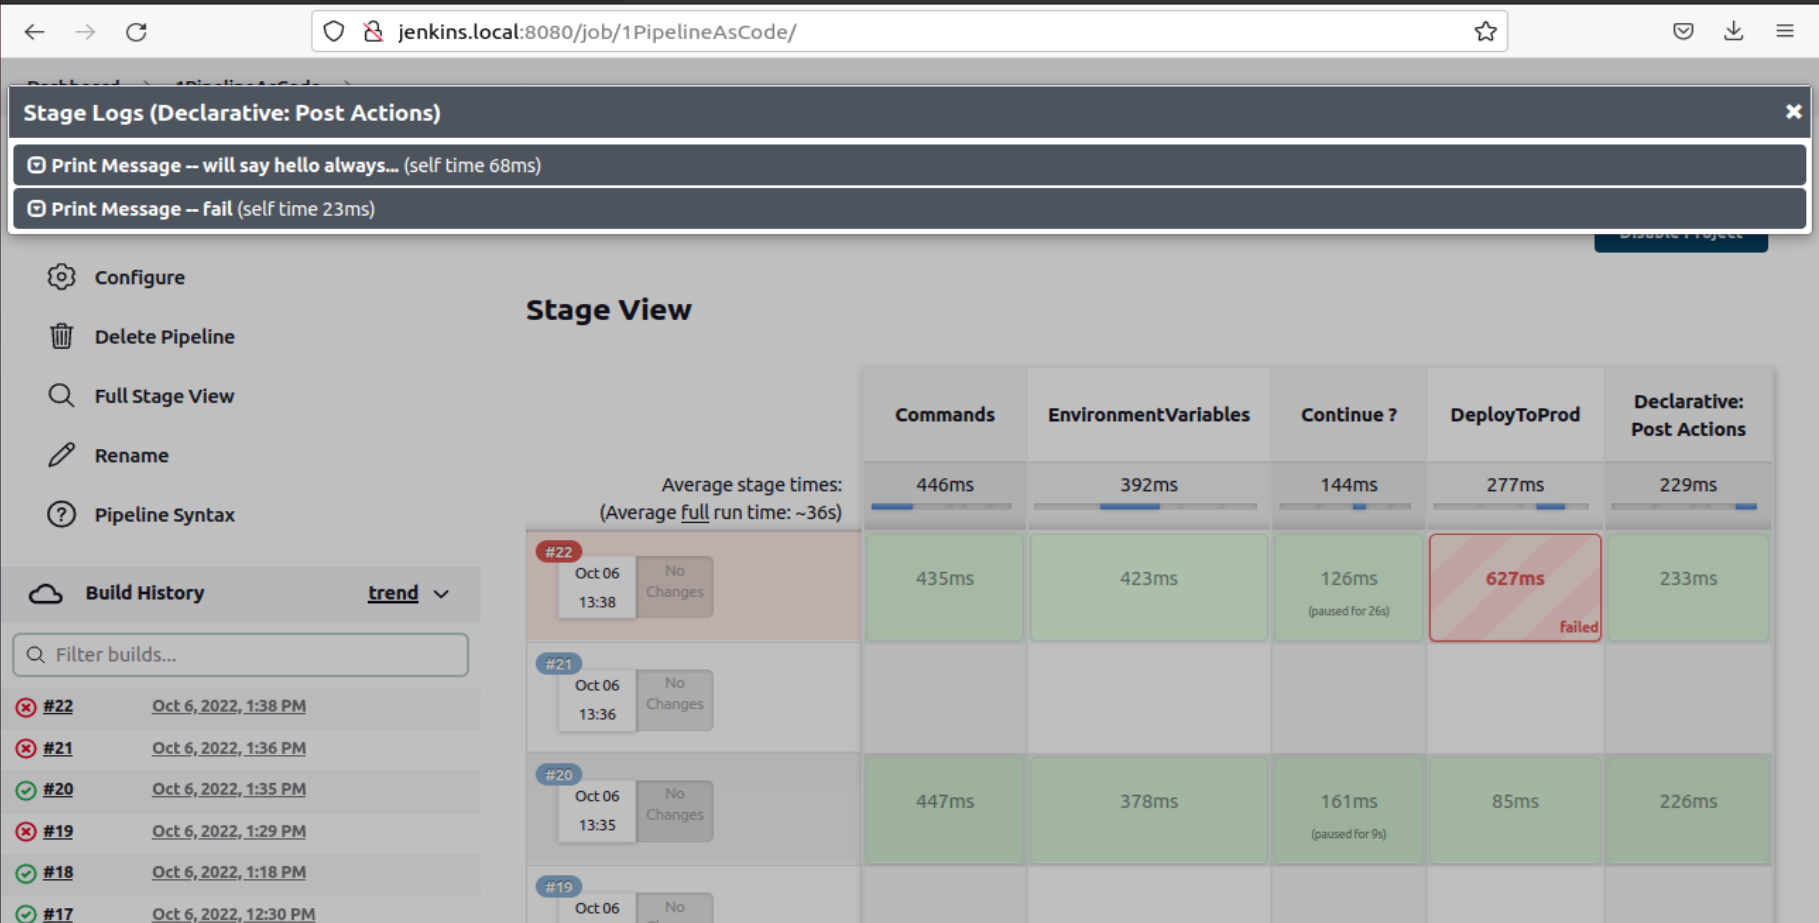 jenkins.local:8080/job/1PipelineAsCode/
Dashboard 1PipelineAsCode
Stage Logs (Declarative: Post Actions)
Print Message -- will say hello always... (self time 68ms)
Print Message -- fail (self time 23ms)
Disable Project
Configure
Delete Pipeline
Full Stage View
Rename
Pipeline Syntax
Build History trend
Filter builds...
#22 Oct 6, 2022, 1:38 PM
#21 Oct 6, 2022, 1:36 PM
#20 Oct 6, 2022, 1:35 PM
#19 Oct 6, 2022, 1:29 PM
#18 Oct 6, 2022, 1:18 PM
#17 Oct 6, 2022, 12:30 PM
Stage View
Commands EnvironmentVariables Continue ? DeployToProd Declarative:
Post Actions
Average stage times: 446ms 392ms 144ms 277ms 229ms
(Average full run time: ~36s)
#22
Oct 06
13:38
No
Changes
435ms 423ms 126ms 627ms 233ms
(paused for 26s)
failed
#21
Oct 06
13:36
No
Changes
#20
Oct 06
13:35
No
Changes
447ms 378ms 161ms 85ms 226ms
(paused for 9s)
#19
Oct 06
No